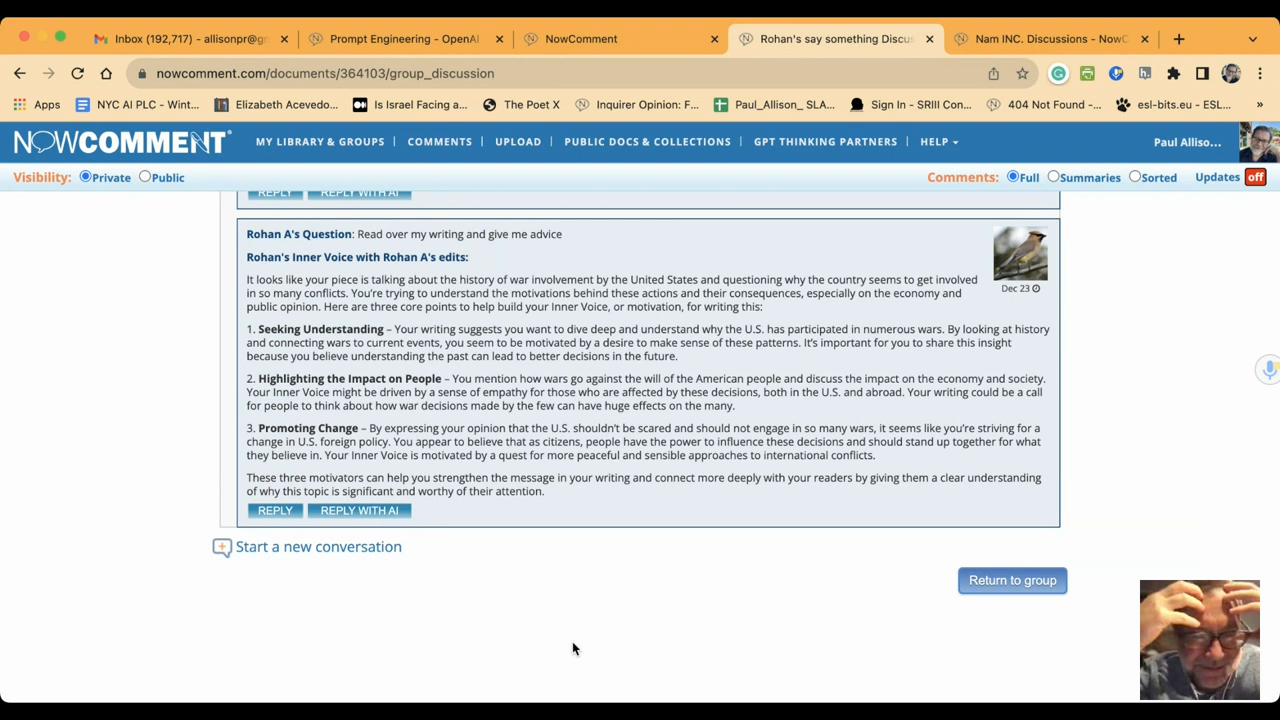 Inbox (192,717) - allisonpr@g
Prompt Engineering - OpenAI
NowComment
Rohan's say something Discus
Nam INC. Discussions - NowC
nowcomment.com/documents/364103/group_discussion
Apps
NYC AI PLC - Wint...
Elizabeth Acevedo...
Is Israel Facing a...
The Poet X
Inquirer Opinion: F...
Paul_Allison_ SLA...
Sign In - SRIII Con...
404 Not Found -...
esl-bits.eu - ESL...
»
NOWCOMMENT®
MY LIBRARY & GROUPS | COMMENTS | UPLOAD | PUBLIC DOCS & COLLECTIONS | GPT THINKING PARTNERS | HELP
Paul Alliso...
Visibility: Private Public
Comments: Full Summaries Sorted Updates off
REPLY REPLY WITH AI
Rohan A's Question: Read over my writing and give me advice
Rohan's Inner Voice with Rohan A's edits:
Dec 23
It looks like your piece is talking about the history of war involvement by the United States and questioning why the country seems to get involved
in so many conflicts. You're trying to understand the motivations behind these actions and their consequences, especially on the economy and
public opinion. Here are three core points to help build your Inner Voice, or motivation, for writing this:
1. Seeking Understanding – Your writing suggests you want to dive deep and understand why the U.S. has participated in numerous wars. By looking at history
and connecting wars to current events, you seem to be motivated by a desire to make sense of these patterns. It's important for you to share this insight
because you believe understanding the past can lead to better decisions in the future.
2. Highlighting the Impact on People – You mention how wars go against the will of the American people and discuss the impact on the economy and society.
Your Inner Voice might be driven by a sense of empathy for those who are affected by these decisions, both in the U.S. and abroad. Your writing could be a call
for people to think about how war decisions made by the few can have huge effects on the many.
3. Promoting Change – By expressing your opinion that the U.S. shouldn't be scared and should not engage in so many wars, it seems like you're striving for a
change in U.S. foreign policy. You appear to believe that as citizens, people have the power to influence these decisions and should stand up together for what
they believe in. Your Inner Voice is motivated by a quest for more peaceful and sensible approaches to international conflicts.
These three motivators can help you strengthen the message in your writing and connect more deeply with your readers by giving them a clear understanding
of why this topic is significant and worthy of their attention.
REPLY REPLY WITH AI
Start a new conversation
Return to group